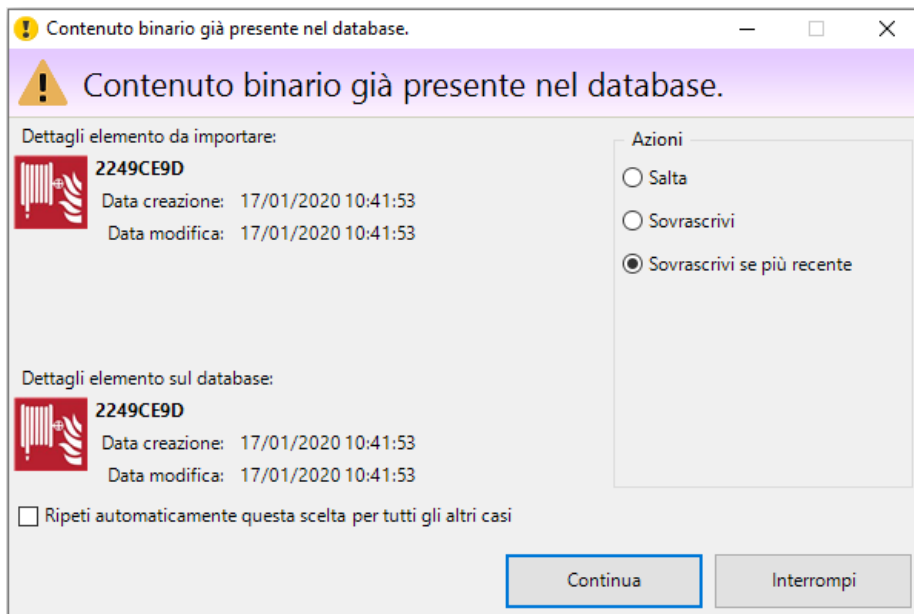 Contenuto binario già presente nel database.
Contenuto binario già presente nel database.
Dettagli elemento da importare:
2249CE9D
Data creazione: 17/01/2020 10:41:53
Data modifica: 17/01/2020 10:41:53
Azioni
Salta
Sovrascrivi
Sovrascrivi se più recente
Dettagli elemento sul database:
2249CE9D
Data creazione: 17/01/2020 10:41:53
Data modifica: 17/01/2020 10:41:53
Ripeti automaticamente questa scelta per tutti gli altri casi
Continua
Interrompi